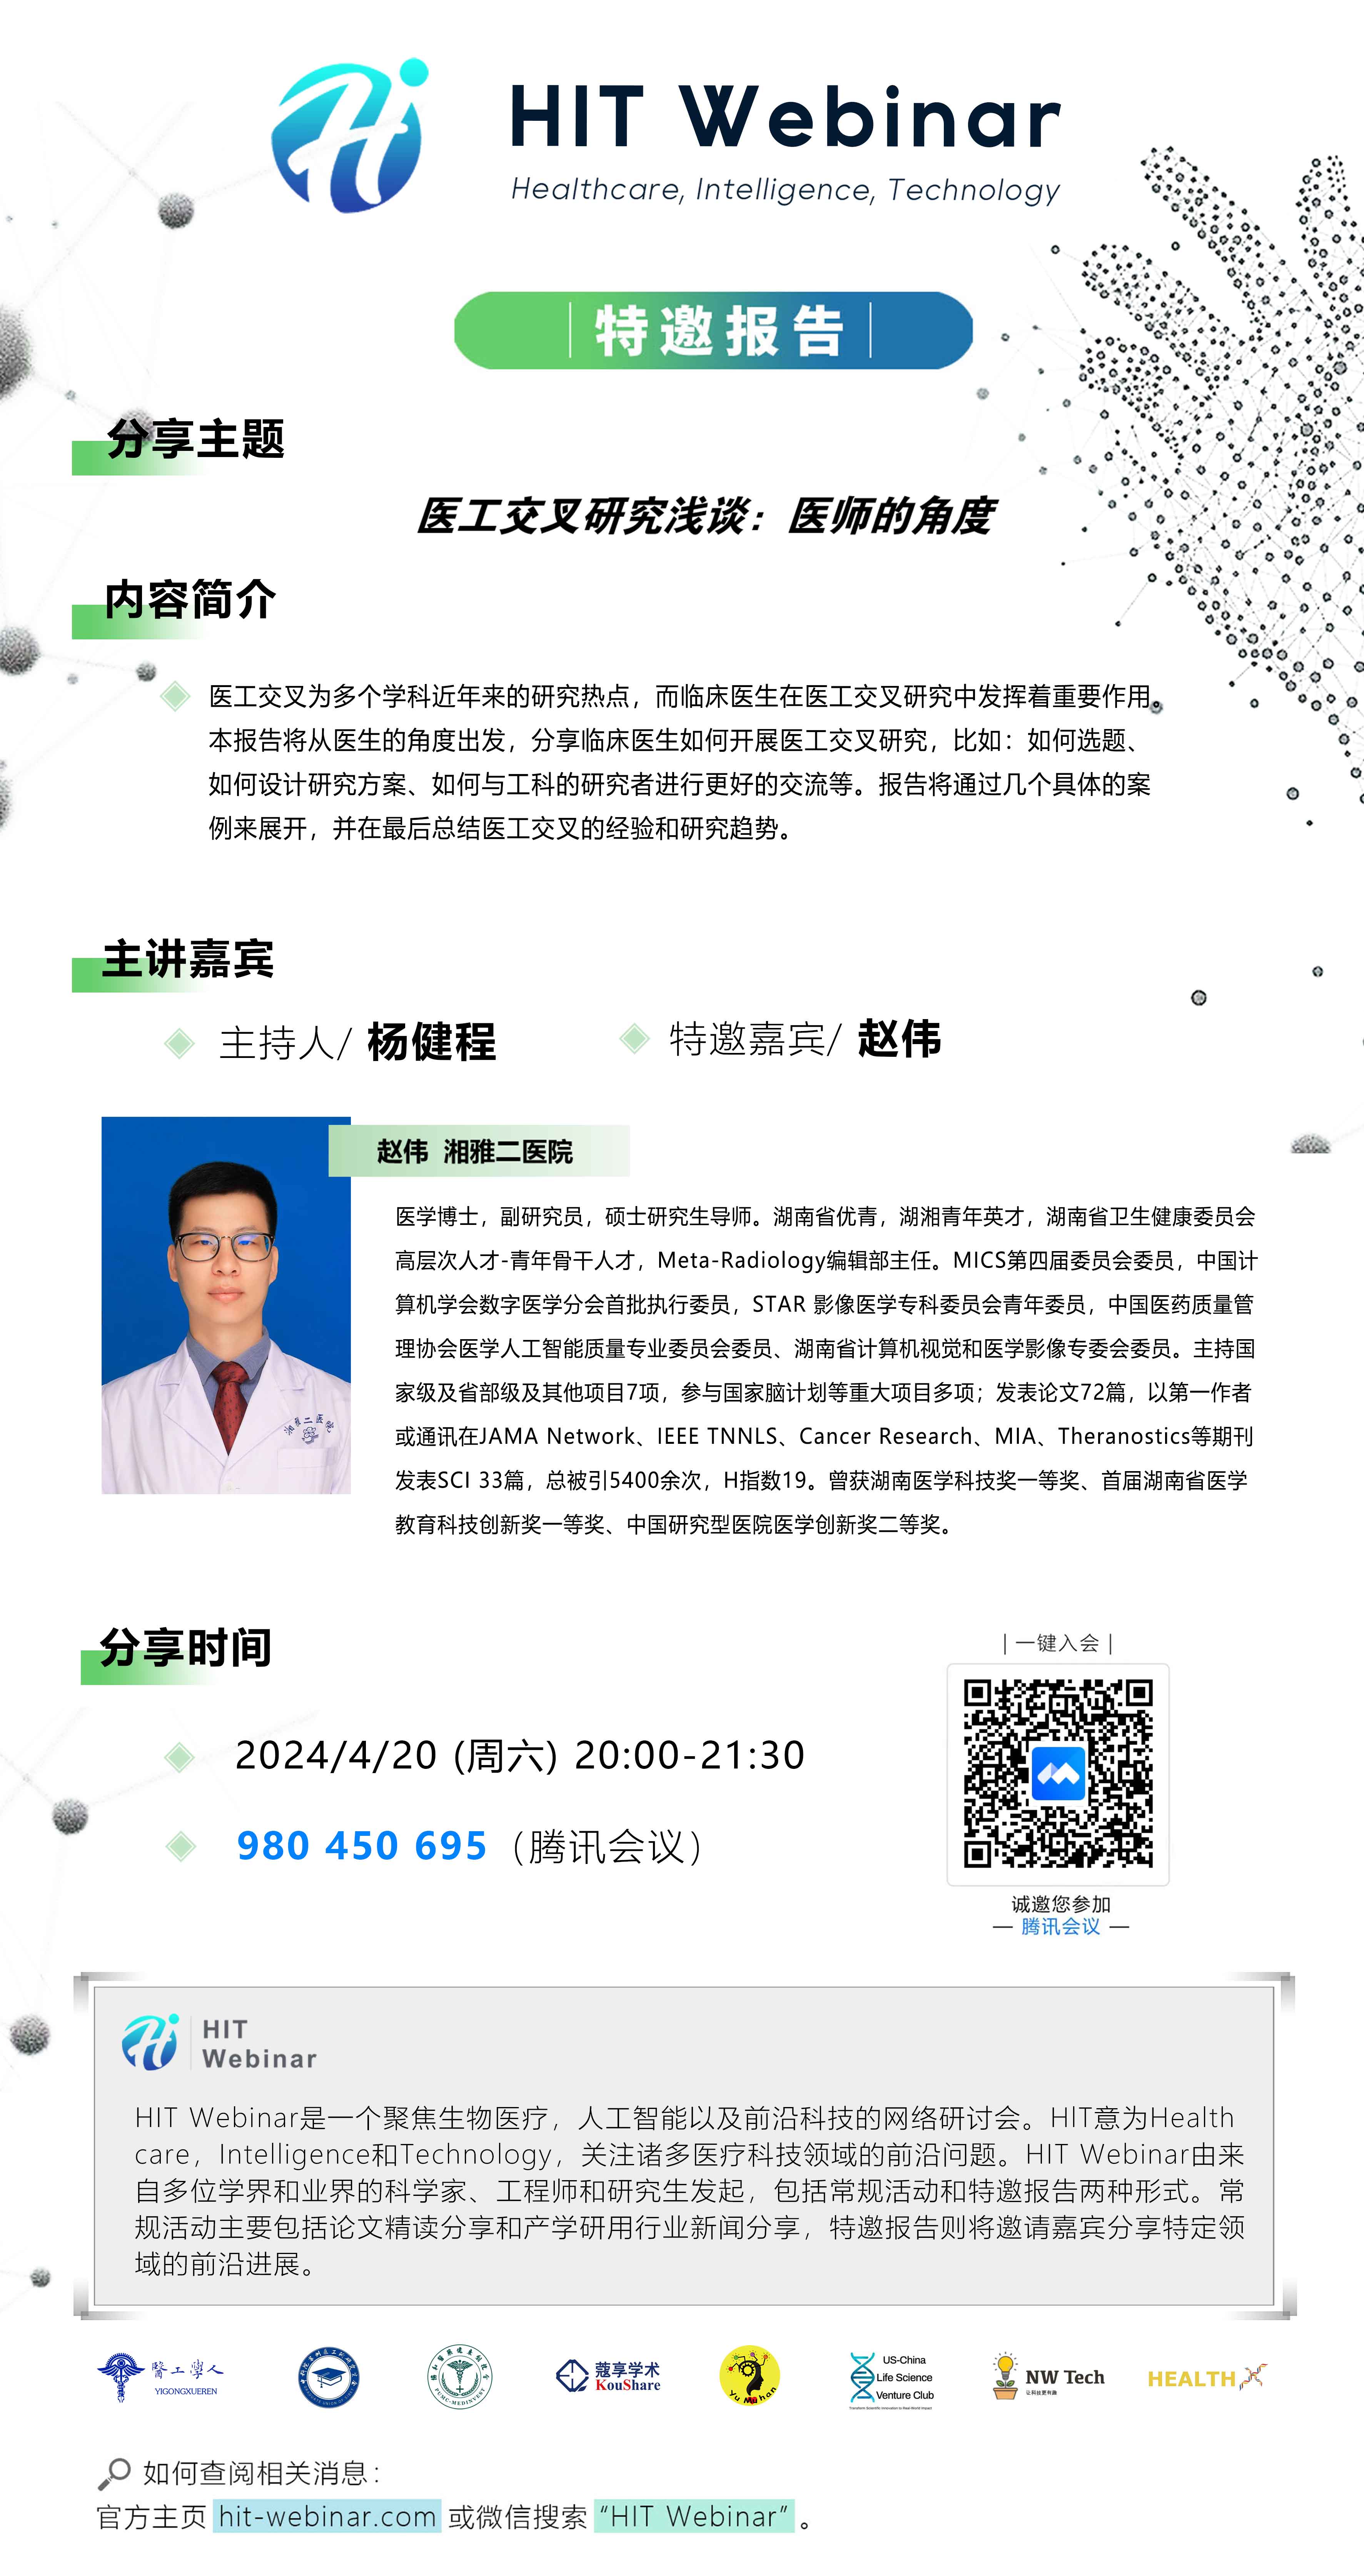 HIT Webinar
Healthcare, Intelligence, Technology
特邀报告
分享主题
医工交叉研究浅谈：医师的角度
内容简介
医工交叉为多个学科近年来的研究热点，而临床医生在医工交叉研究中发挥着重要作用。
本报告将从医生的角度出发，分享临床医生如何开展医工交叉研究，比如：如何选题、
如何设计研究方案、如何与工科的研究者进行更好的交流等。报告将通过几个具体的案
例来展开，并在最后总结医工交叉的经验和研究趋势。
主讲嘉宾
主持人/ 杨健程
特邀嘉宾/ 赵伟
赵伟 湘雅二医院
湘雅二医院
医学博士，副研究员，硕士研究生导师。湖南省优青，湖湘青年英才，湖南省卫生健康委员会
高层次人才-青年骨干人才，Meta-Radiology编辑部主任。MICS第四届委员会委员，中国计
算机学会数字医学分会首批执行委员，STAR 影像医学专科委员会青年委员，中国医药质量管
理协会医学人工智能质量专业委员会委员、湖南省计算机视觉和医学影像专委会委员。主持国
家级及省部级及其他项目7项，参与国家脑计划等重大项目多项；发表论文72篇，以第一作者
或通讯在JAMA Network、IEEE TNNLS、Cancer Research、MIA、Theranostics等期刊
发表SCI 33篇，总被引5400余次，H指数19。曾获湖南医学科技奖一等奖、首届湖南省医学
教育科技创新奖一等奖、中国研究型医院医学创新奖二等奖。
分享时间
2024/4/20 (周六) 20:00-21:30
980 450 695（腾讯会议）
| 一键入会 |
诚邀您参加
— 腾讯会议 —
HIT
Webinar
HIT Webinar是一个聚焦生物医疗，人工智能以及前沿科技的网络研讨会。HIT意为Health
care，Intelligence和Technology，关注诸多医疗科技领域的前沿问题。HIT Webinar由来
自多位学界和业界的科学家、工程师和研究生发起，包括常规活动和特邀报告两种形式。常
规活动主要包括论文精读分享和产学研用行业新闻分享，特邀报告则将邀请嘉宾分享特定领
域的前沿进展。
醫工學人
YIGONGXUEREN
PUMC-MEDINVEST
蔻享学术
KouShare
Yu Mu han
US-China
Life Science
Venture Club
Transform Scientific Innovation to Real-World Impact
NW Tech
让科技更有趣
HEALTH
如何查阅相关消息：
官方主页 hit-webinar.com 或微信搜索 “HIT Webinar” 。